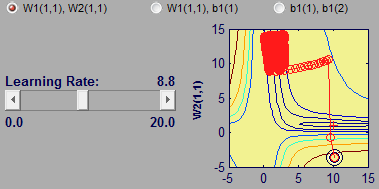 W1(1,1), W2(1,1) W1(1,1), b1(1) b1(1), b1(2)
Learning Rate: 8.8
0.0 20.0
W2(1,1)
15
10
5
0
-5
-5 0 5 10 15